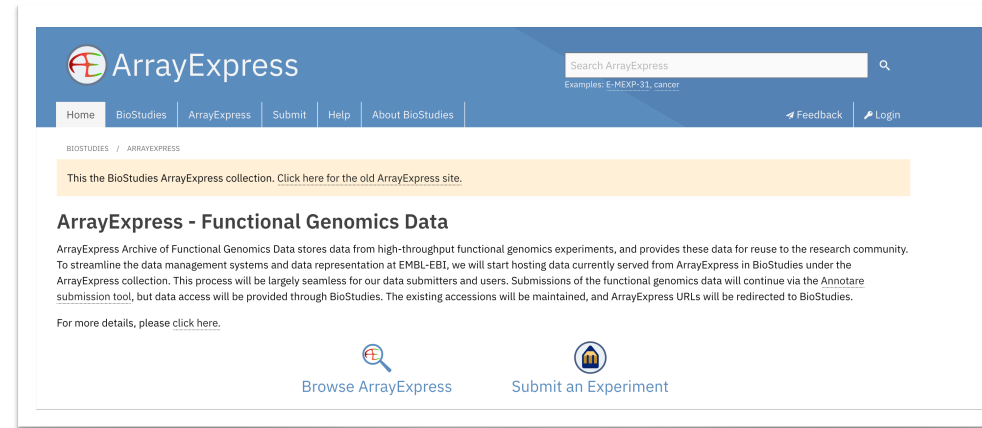 ArrayExpress
Search ArrayExpress
Examples: E-MEXP-31, cancer
Home BioStudies ArrayExpress Submit Help About BioStudies Feedback Login
BIOSTUDIES / ARRAYEXPRESS
This the BioStudies ArrayExpress collection. Click here for the old ArrayExpress site.
ArrayExpress - Functional Genomics Data
ArrayExpress Archive of Functional Genomics Data stores data from high-throughput functional genomics experiments, and provides these data for reuse to the research community.
To streamline the data management systems and data representation at EMBL-EBI, we will start hosting data currently served from ArrayExpress in BioStudies under the
ArrayExpress collection. This process will be largely seamless for our data submitters and users. Submissions of the functional genomics data will continue via the Annotare
submission tool, but data access will be provided through BioStudies. The existing accessions will be maintained, and ArrayExpress URLs will be redirected to BioStudies.
For more details, please click here.
Browse ArrayExpress Submit an Experiment